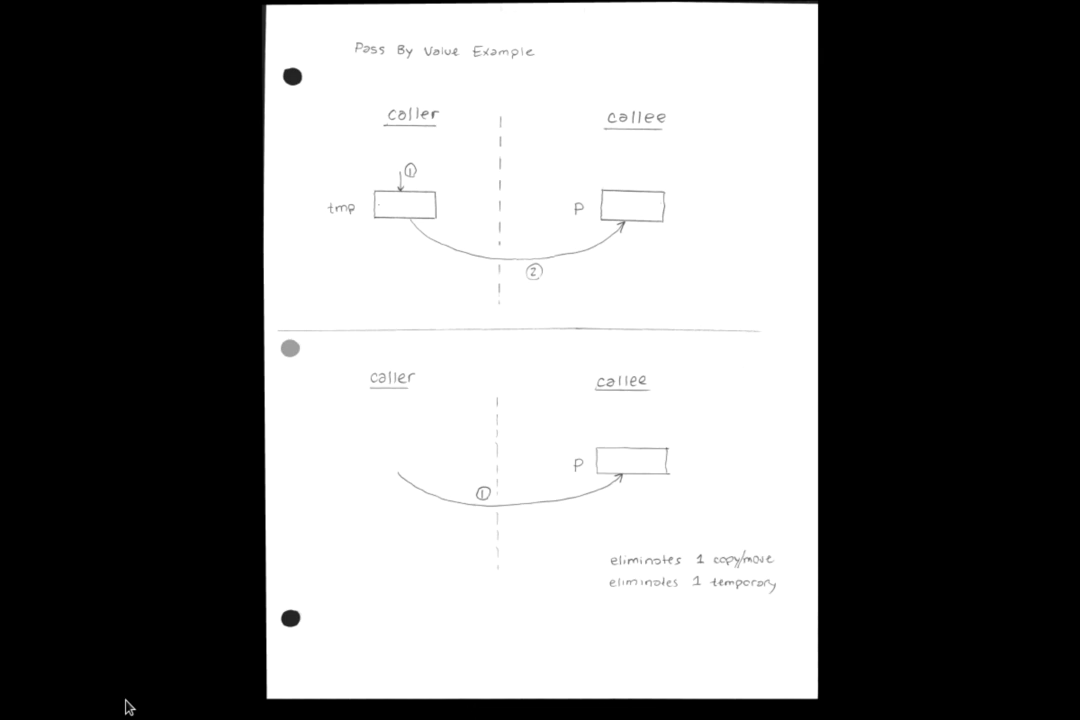 Pass By Value Example
caller callee
①
tmp p
②
caller callee
p
①
eliminates 1 copy/move
eliminates 1 temporary